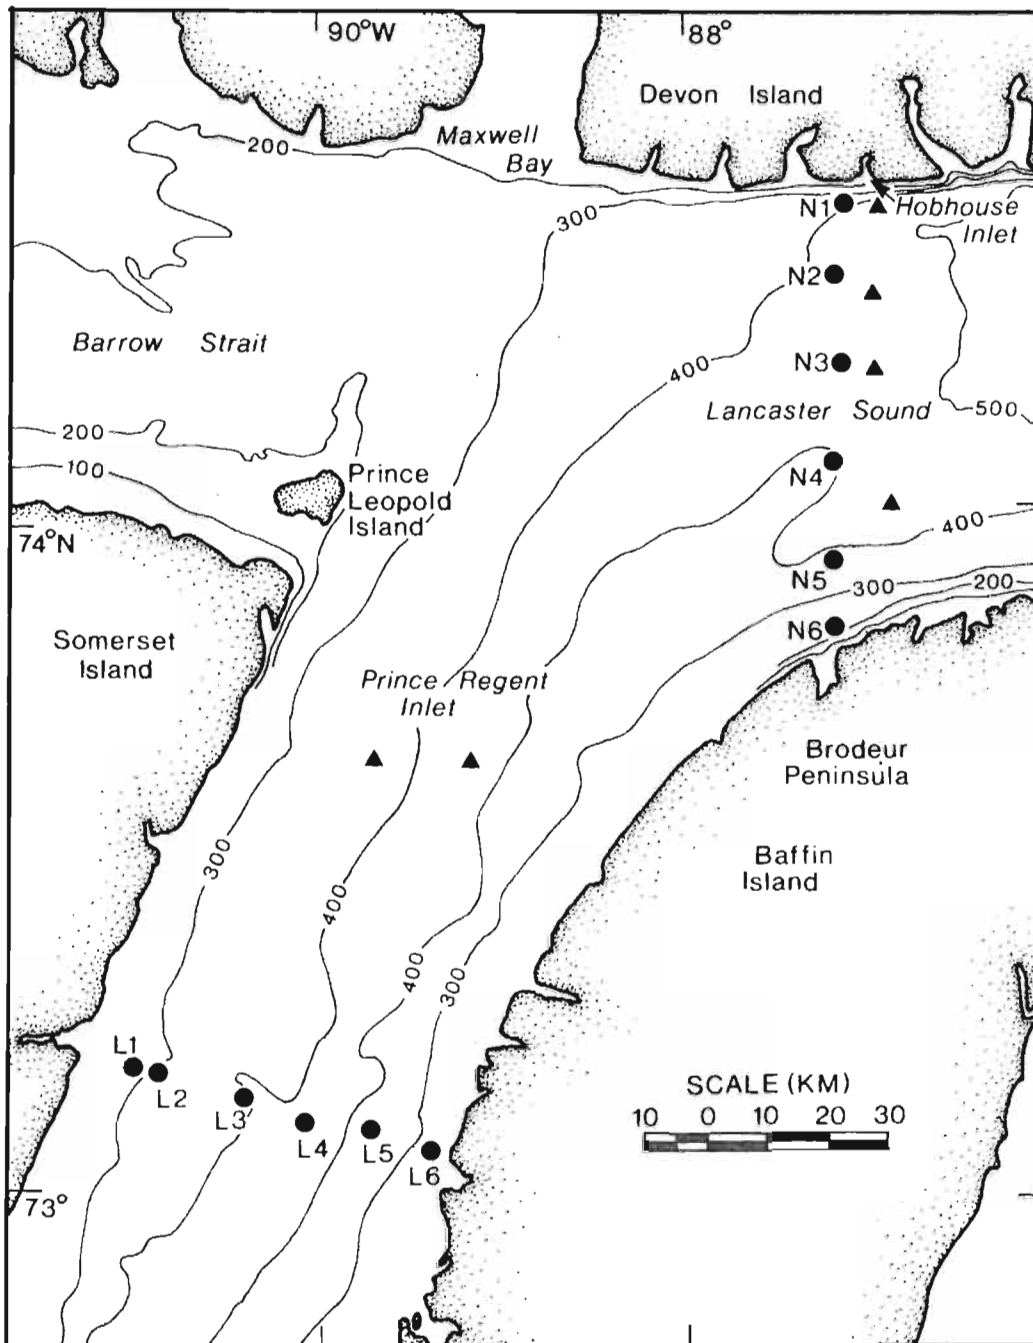 90°W
88°
Devon Island
Maxwell
Bay
200
300
N1
Hobhouse
Inlet
N2
Barrow Strait
N3
400
Lancaster Sound
500
200
100
Prince
Leopold
Island
N4
74°N
400
N5
300
200
N6
Somerset
Island
Prince Regent
Inlet
Brodeur
Peninsula
300
Baffin
Island
400
400
300
L1
L2
L3
L4
L5
L6
SCALE (KM)
10 0 10 20 30
73°